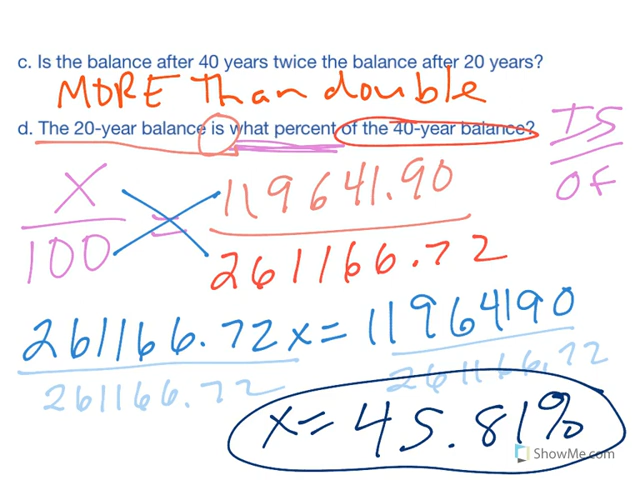 c. Is the balance after 40 years twice the balance after 20 years?
MORE Than double
d. The 20-year balance is what percent of the 40-year balance?
IS
OF
X 119641.90
100 = 261166.72
261166.72x = 11964190
261166.72 261166.72
x = 45.81%
ShowMe.com